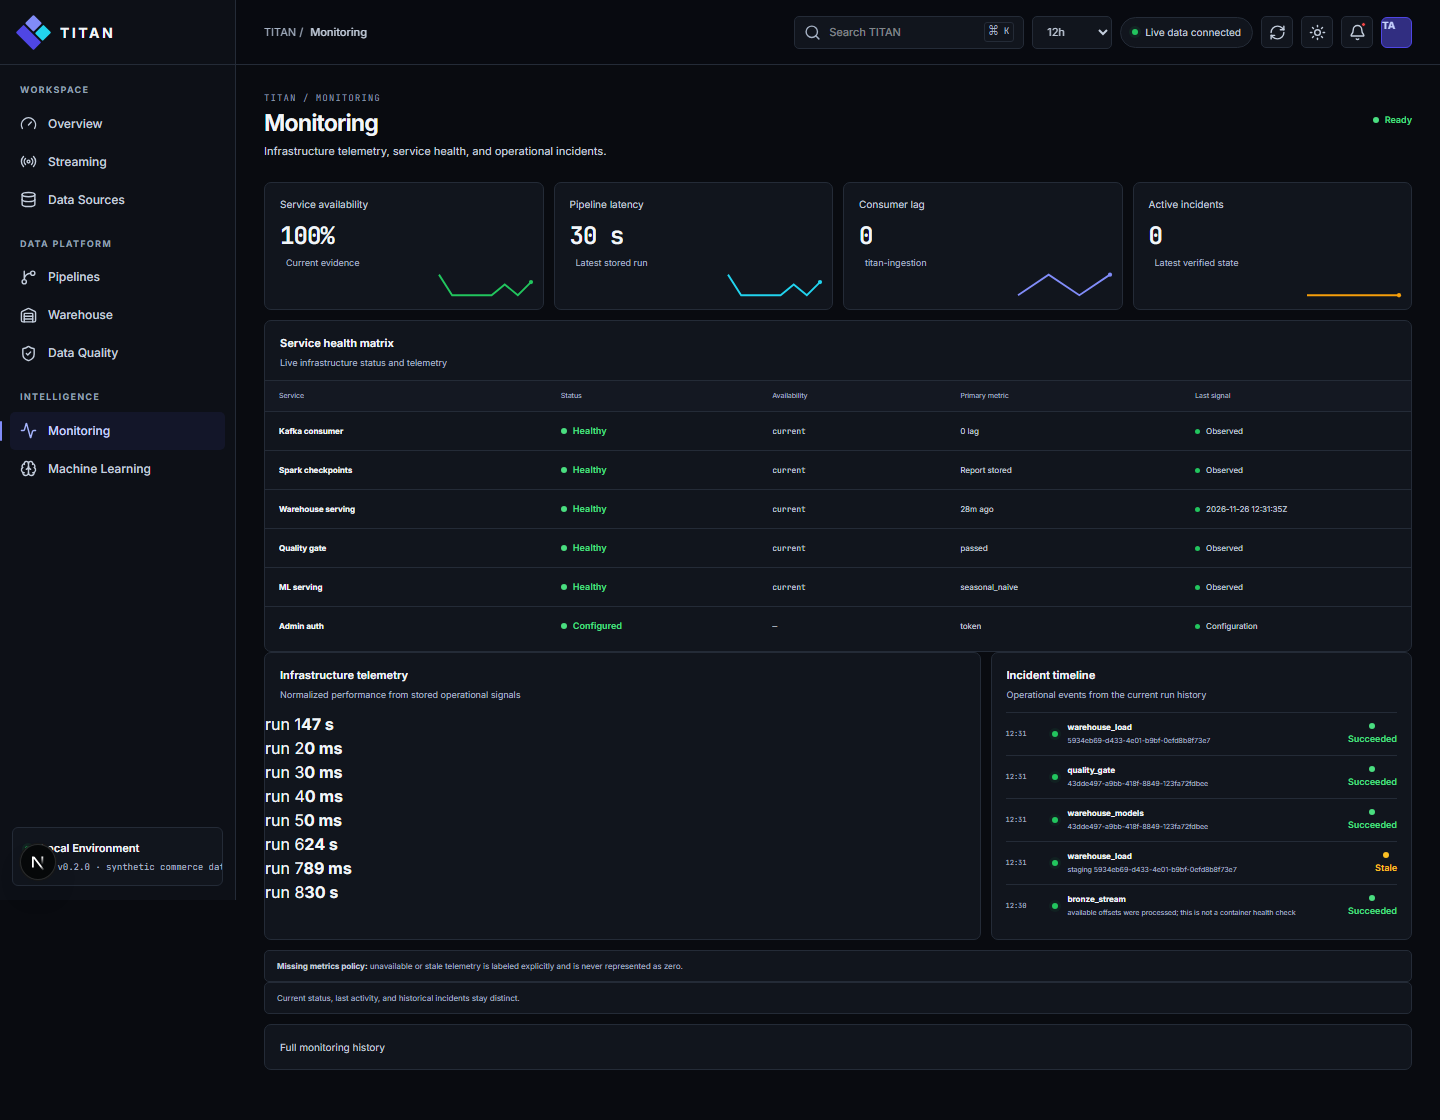 TITAN
TITAN / Monitoring
Search TITAN
⌘ K
12h
Live data connected
TA
WORKSPACE
Overview
Streaming
Data Sources
DATA PLATFORM
Pipelines
Warehouse
Data Quality
INTELLIGENCE
Monitoring
Machine Learning
ocal Environment
N
v0.2.0 · synthetic commerce dat
TITAN / MONITORING
Monitoring
Ready
Infrastructure telemetry, service health, and operational incidents.
Service availability
100%
Current evidence
Pipeline latency
30 s
Latest stored run
Consumer lag
0
titan-ingestion
Active incidents
0
Latest verified state
Service health matrix
Live infrastructure status and telemetry
Service Status Availability Primary metric Last signal
Kafka consumer Healthy current 0 lag Observed
Spark checkpoints Healthy current Report stored Observed
Warehouse serving Healthy current 28m ago 2026-11-26 12:31:35Z
Quality gate Healthy current passed Observed
ML serving Healthy current seasonal_naive Observed
Admin auth Configured — token Configuration
Infrastructure telemetry
Normalized performance from stored operational signals
run 147 s
run 20 ms
run 30 ms
run 40 ms
run 50 ms
run 624 s
run 789 ms
run 830 s
Incident timeline
Operational events from the current run history
12:31 warehouse_load
5934eb69-d433-4e01-b9bf-0efd8b8f73e7
Succeeded
12:31 quality_gate
43dde497-a9bb-418f-8849-123fa72fdbee
Succeeded
12:31 warehouse_models
43dde497-a9bb-418f-8849-123fa72fdbee
Succeeded
12:31 warehouse_load
staging 5934eb69-d433-4e01-b9bf-0efd8b8f73e7
Stale
12:30 bronze_stream
available offsets were processed; this is not a container health check
Succeeded
Missing metrics policy: unavailable or stale telemetry is labeled explicitly and is never represented as zero.
Current status, last activity, and historical incidents stay distinct.
Full monitoring history